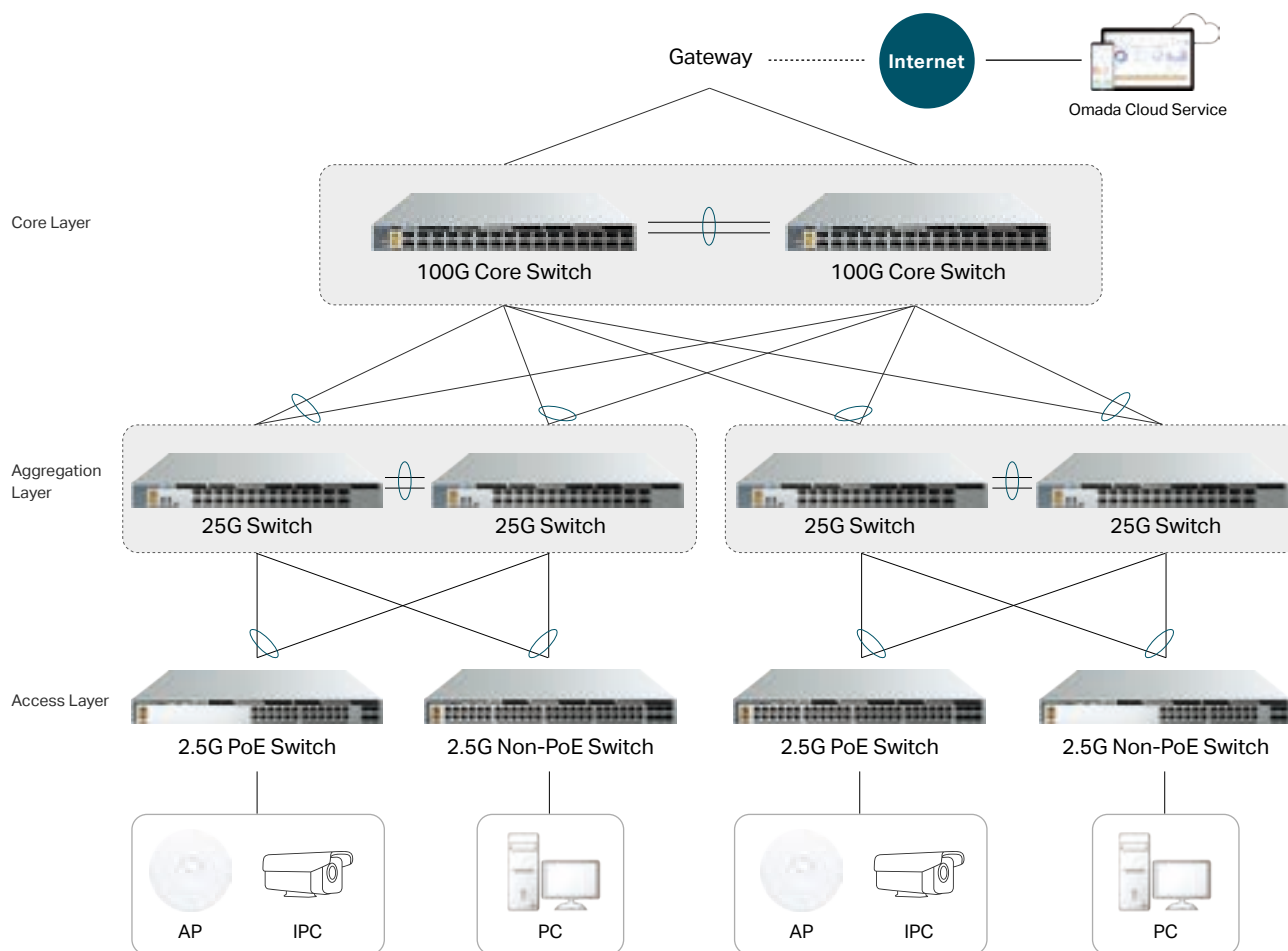 Gateway
Internet
Omada Cloud Service
Core Layer
100G Core Switch
100G Core Switch
Aggregation
Layer
25G Switch
25G Switch
25G Switch
25G Switch
Access Layer
2.5G PoE Switch
2.5G Non-PoE Switch
2.5G PoE Switch
2.5G Non-PoE Switch
AP
IPC
PC
AP
IPC
PC